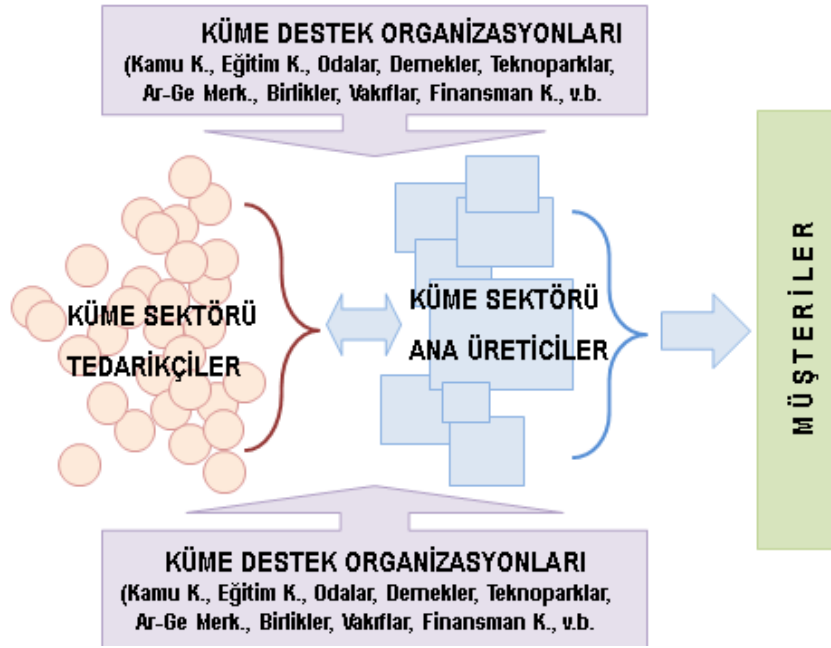 KÜME DESTEK ORGANİZASYONLARI
(Kamu K., Eğitim K., Odalar, Dernekler, Teknoparklar,
Ar-Ge Merk., Birlikler, Vakıflar, Finansman K., v.b.
KÜME SEKTÖRÜ
TEDARİKÇİLER
KÜME SEKTÖRÜ
ANA ÜRETİCİLER
MÜŞTERİLER
KÜME DESTEK ORGANİZASYONLARI
(Kamu K., Eğitim K., Odalar, Dernekler, Teknoparklar,
Ar-Ge Merk., Birlikler, Vakıflar, Finansman K., v.b.